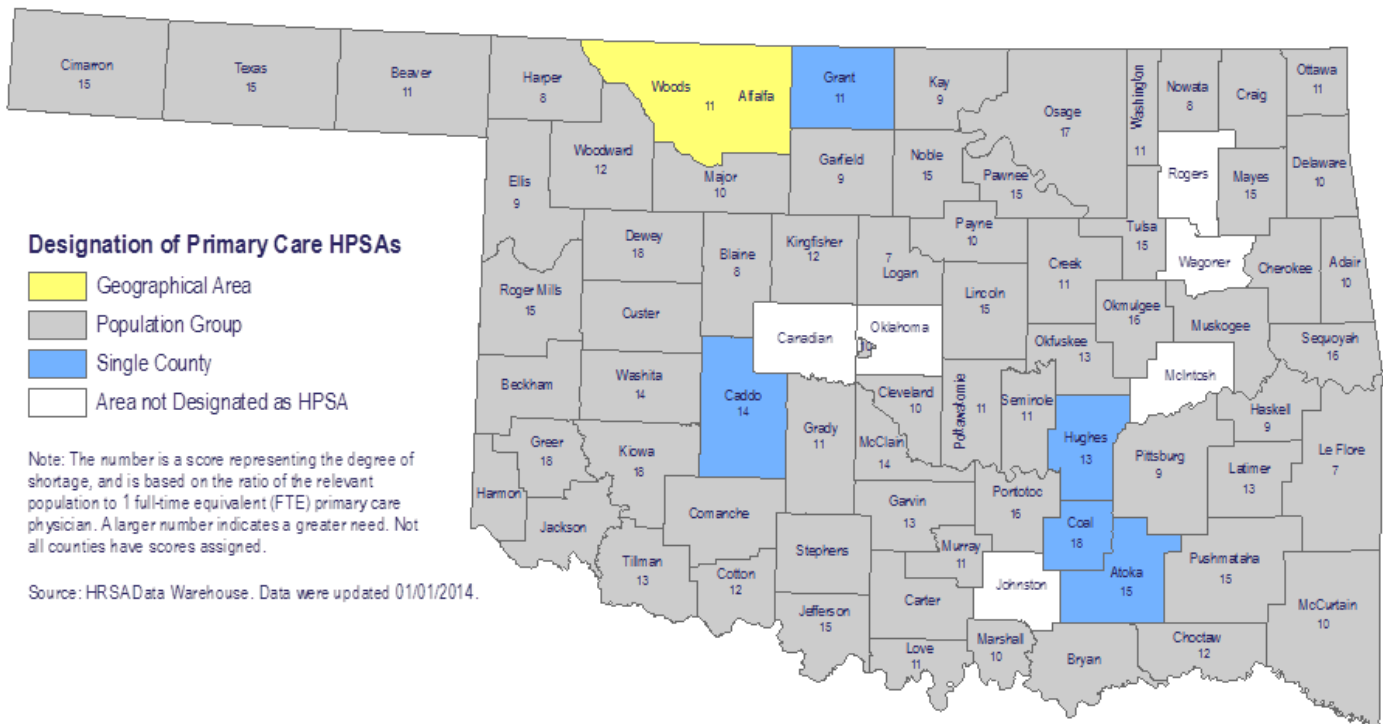 Cimarron
15
Texas
15
Beaver
11
Harper
8
Woods
11
Alfalfa
Grant
11
Kay
9
Osage
17
Washington
11
Nowata
8
Craig
Ottawa
11
Ellis
9
Woodward
12
Major
10
Garfield
9
Noble
15
Pawnee
15
Rogers
Mayes
15
Delaware
10
Designation of Primary Care HPSAs
Geographical Area
Population Group
Single County
Area not Designated as HPSA
Note: The number is a score representing the degree of
shortage, and is based on the ratio of the relevant
population to 1 full-time equivalent (FTE) primary care
physician. A larger number indicates a greater need. Not
all counties have scores assigned.
Source: HRSA Data Warehouse. Data were updated 01/01/2014.
Dewey
18
Blaine
8
Kingfisher
12
7
Logan
Payne
10
Creek
11
Tulsa
15
Wagoner
Cherokee
Adair
10
Roger Mills
15
Custer
Canadian
Oklahoma
Lincoln
15
Okmulgee
16
Muskogee
Okfuskee
13
Sequoyah
16
Beckham
Washita
14
Caddo
14
Cleveland
10
Pottawatomie
11
Seminole
11
McIntosh
Haskell
9
Greer
18
Kiowa
18
Grady
11
McClain
14
Hughes
13
Pittsburg
9
Latimer
13
Le Flore
7
Harmon
Jackson
Comanche
Garvin
13
Pontotoc
16
Coal
18
Tillman
13
Cotton
12
Stephens
Murray
11
Johnston
Atoka
15
Pushmataha
15
Jefferson
15
Carter
Love
11
Marshall
10
Bryan
Choctaw
12
McCurtain
10